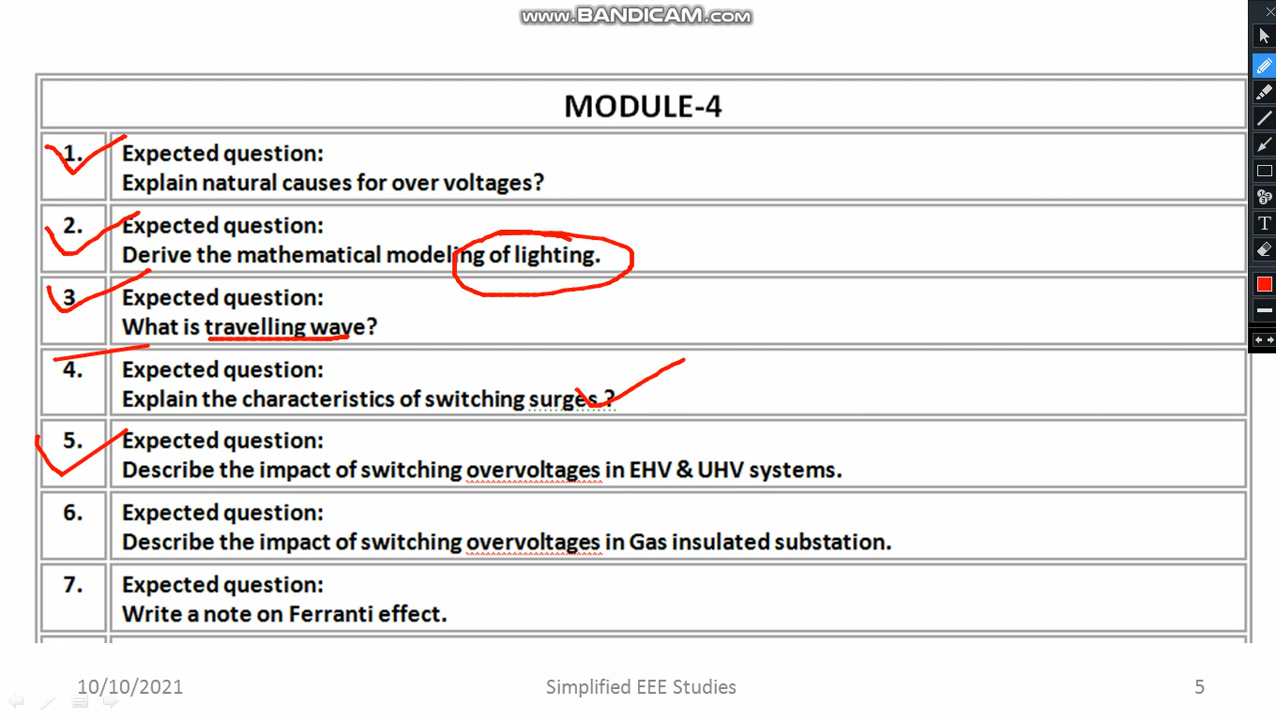 www.BANDICAM.com
MODULE-4
1.
Expected question:
Explain natural causes for over voltages?
2.
Expected question:
Derive the mathematical modeling of lighting.
3.
Expected question:
What is travelling wave?
4.
Expected question:
Explain the characteristics of switching surges ?
5.
Expected question:
Describe the impact of switching overvoltages in EHV & UHV systems.
6.
Expected question:
Describe the impact of switching overvoltages in Gas insulated substation.
7.
Expected question:
Write a note on Ferranti effect.
10/10/2021
Simplified EEE Studies
5
T